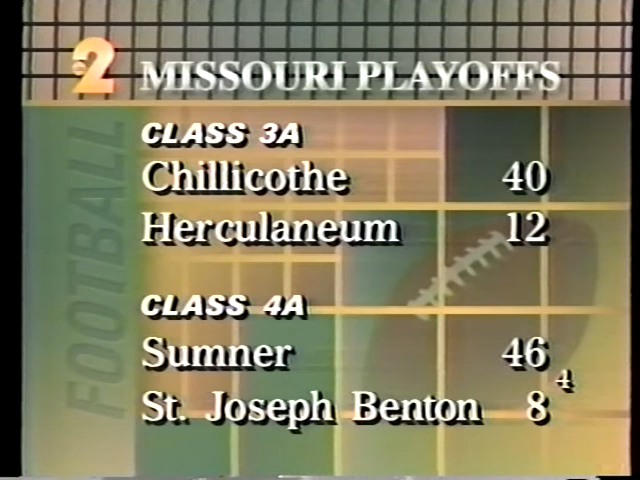 2 MISSOURI PLAYOFFS
CLASS 3A
Chillicothe 40
Herculaneum 12
CLASS 4A
Sumner 46
4
St. Joseph Benton 8
FOOTBALL